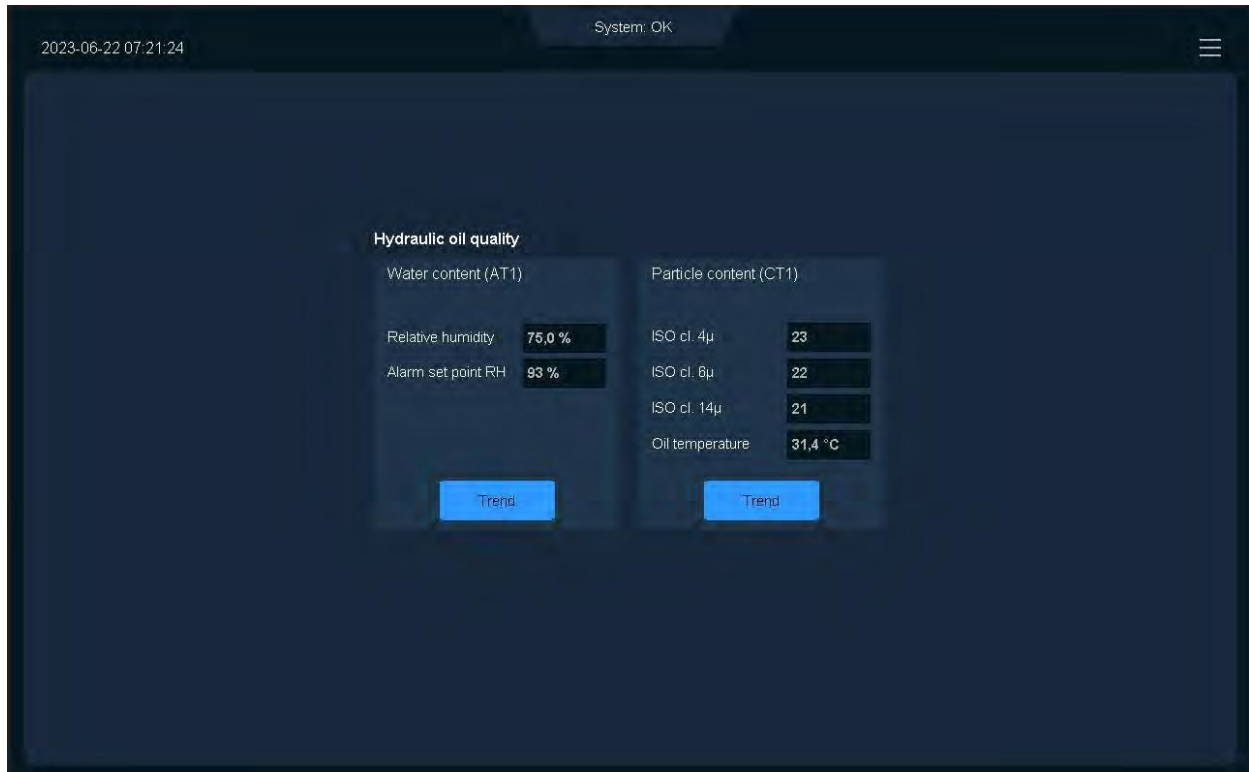 System: OK
2023-06-22 07:21:24
Hydraulic oil quality
Water content (AT1)
Relative humidity 75,0 %
Alarm set point RH 93 %
Trend
Particle content (CT1)
ISO cl. 4µ 23
ISO cl. 6µ 22
ISO cl. 14µ 21
Oil temperature 31,4 °C
Trend